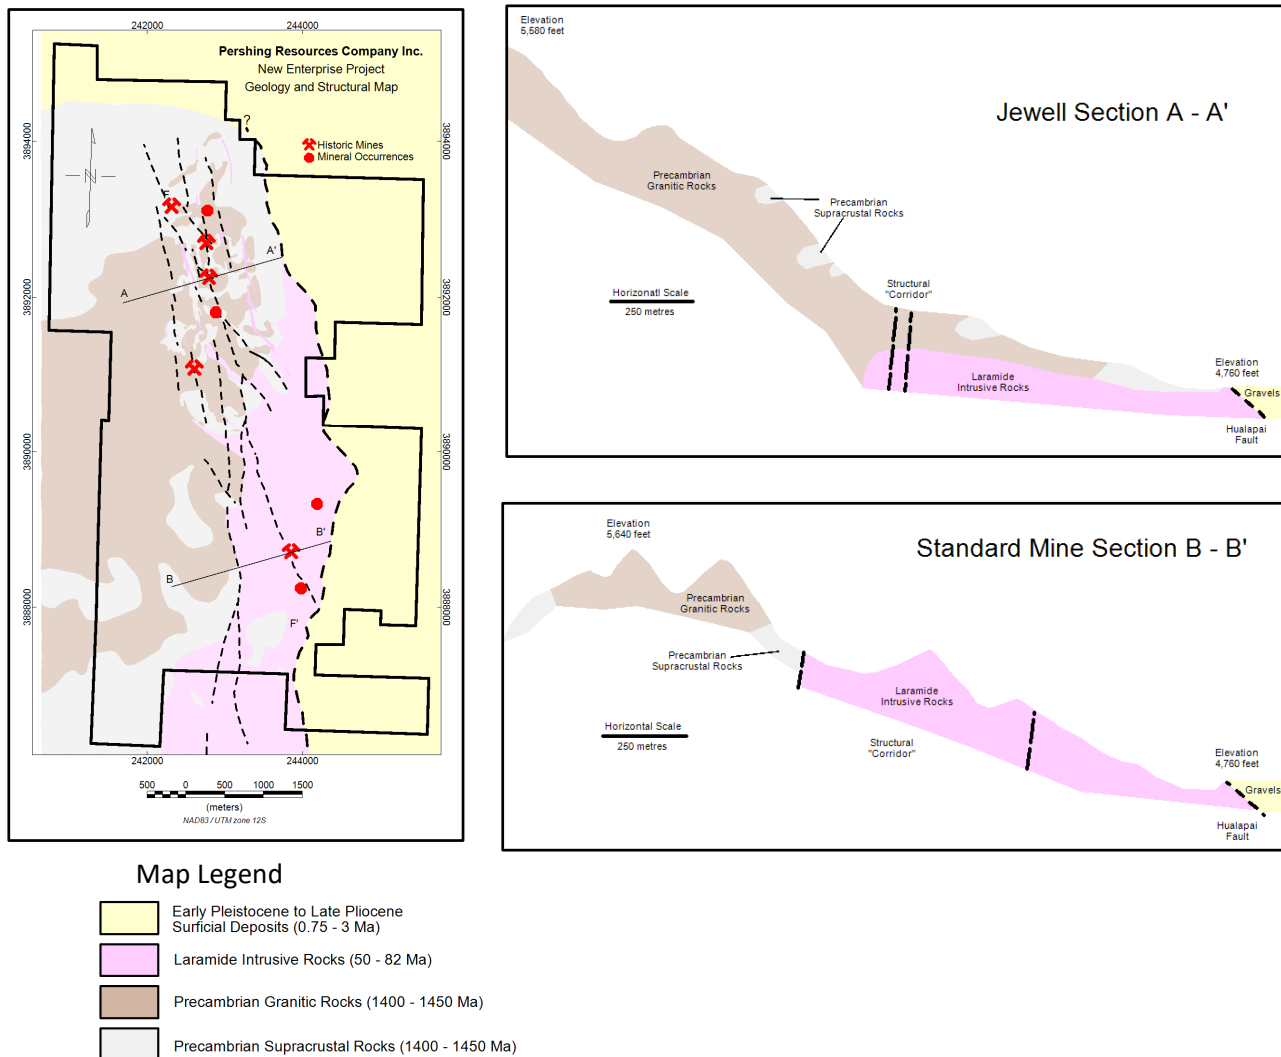 242000
244000
Pershing Resources Company Inc.
New Enterprise Project
Geology and Structural Map
?
Historic Mines
Mineral Occurrences
3894000
3894000
N
F
A'
A
3892000
3892000
3890000
3890000
B'
B
F'
3888000
3888000
242000
244000
500 0 500 1000 1500
(meters)
NAD83 / UTM zone 12S
Elevation
5,580 feet
Jewell Section A - A'
Precambrian
Granitic Rocks
Precambrian
Supracrustal Rocks
Horizonatl Scale
250 metres
Structural
"Corridor"
Laramide
Intrusive Rocks
Elevation
4,760 feet
Gravels
Hualapai
Fault
Elevation
5,640 feet
Standard Mine Section B - B'
Precambrian
Granitic Rocks
Precambrian
Supracrustal Rocks
Laramide
Intrusive Rocks
Horizontal Scale
250 metres
Structural
"Corridor"
Elevation
4,760 feet
Gravels
Hualapai
Fault
Map Legend
Early Pleistocene to Late Pliocene
Surficial Deposits (0.75 - 3 Ma)
Laramide Intrusive Rocks (50 - 82 Ma)
Precambrian Granitic Rocks (1400 - 1450 Ma)
Precambrian Supracrustal Rocks (1400 - 1450 Ma)